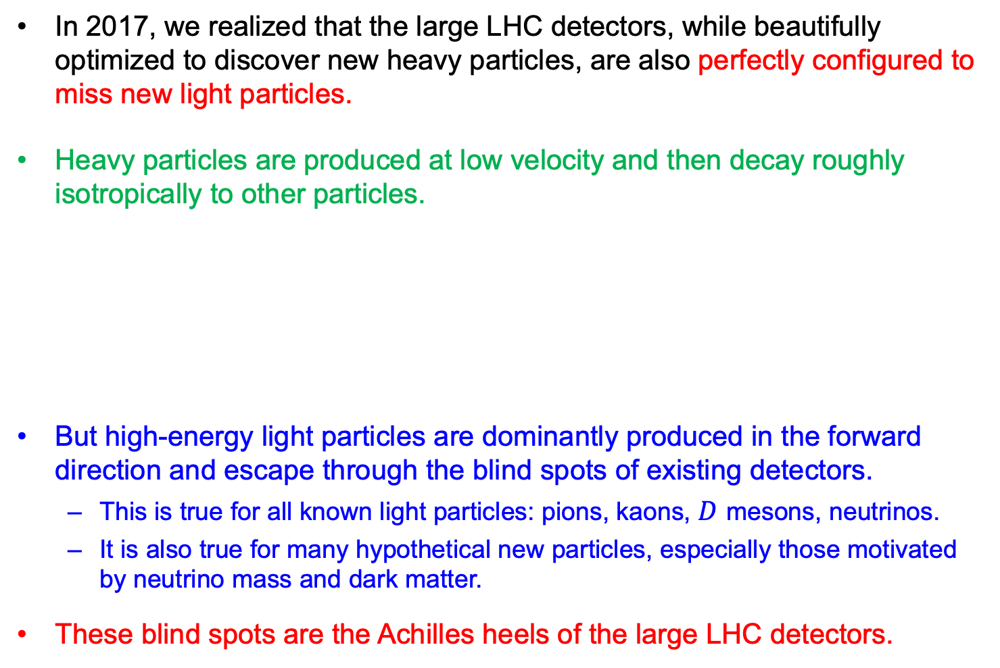 • In 2017, we realized that the large LHC detectors, while beautifully
optimized to discover new heavy particles, are also perfectly configured to
miss new light particles.
• Heavy particles are produced at low velocity and then decay roughly
isotropically to other particles.
• But high-energy light particles are dominantly produced in the forward
direction and escape through the blind spots of existing detectors.
– This is true for all known light particles: pions, kaons, D mesons, neutrinos.
– It is also true for many hypothetical new particles, especially those motivated
by neutrino mass and dark matter.
• These blind spots are the Achilles heels of the large LHC detectors.